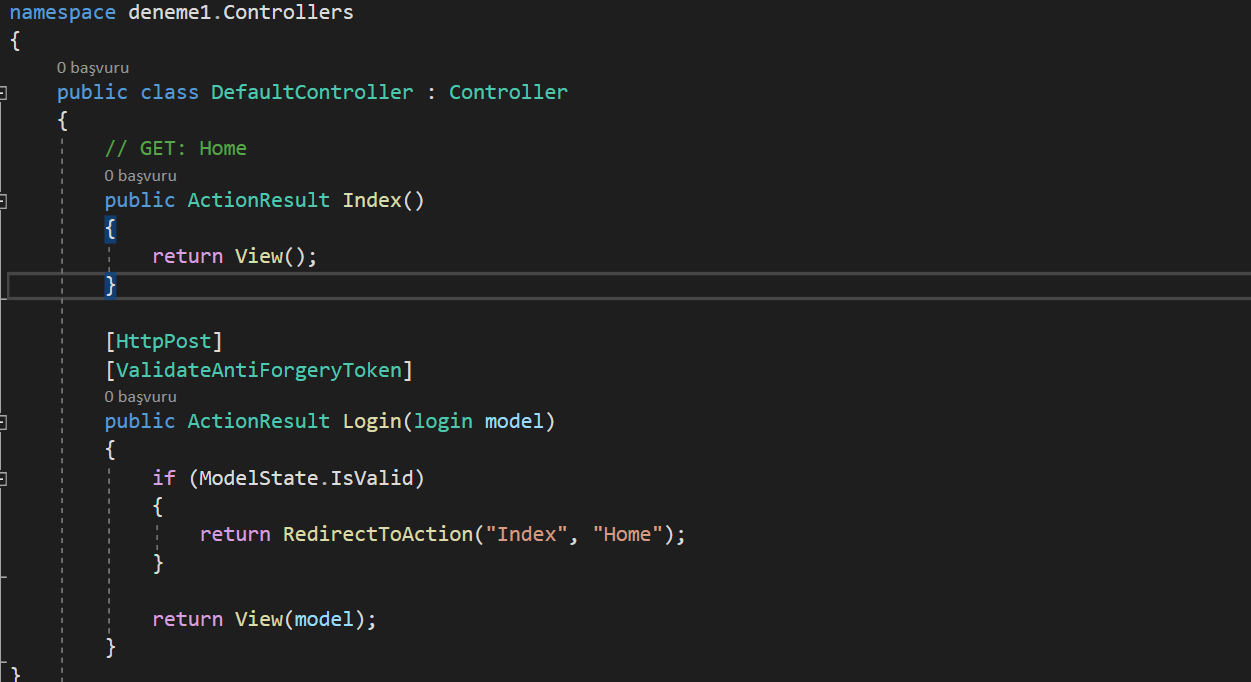 namespace deneme1.Controllers
{
0 başvuru
public class DefaultController : Controller
{
// GET: Home
0 başvuru
public ActionResult Index()
{
return View();
}
[HttpPost]
[ValidateAntiForgeryToken]
0 başvuru
public ActionResult Login(login model)
{
if (ModelState.IsValid)
{
return RedirectToAction("Index", "Home");
}
return View(model);
}
}